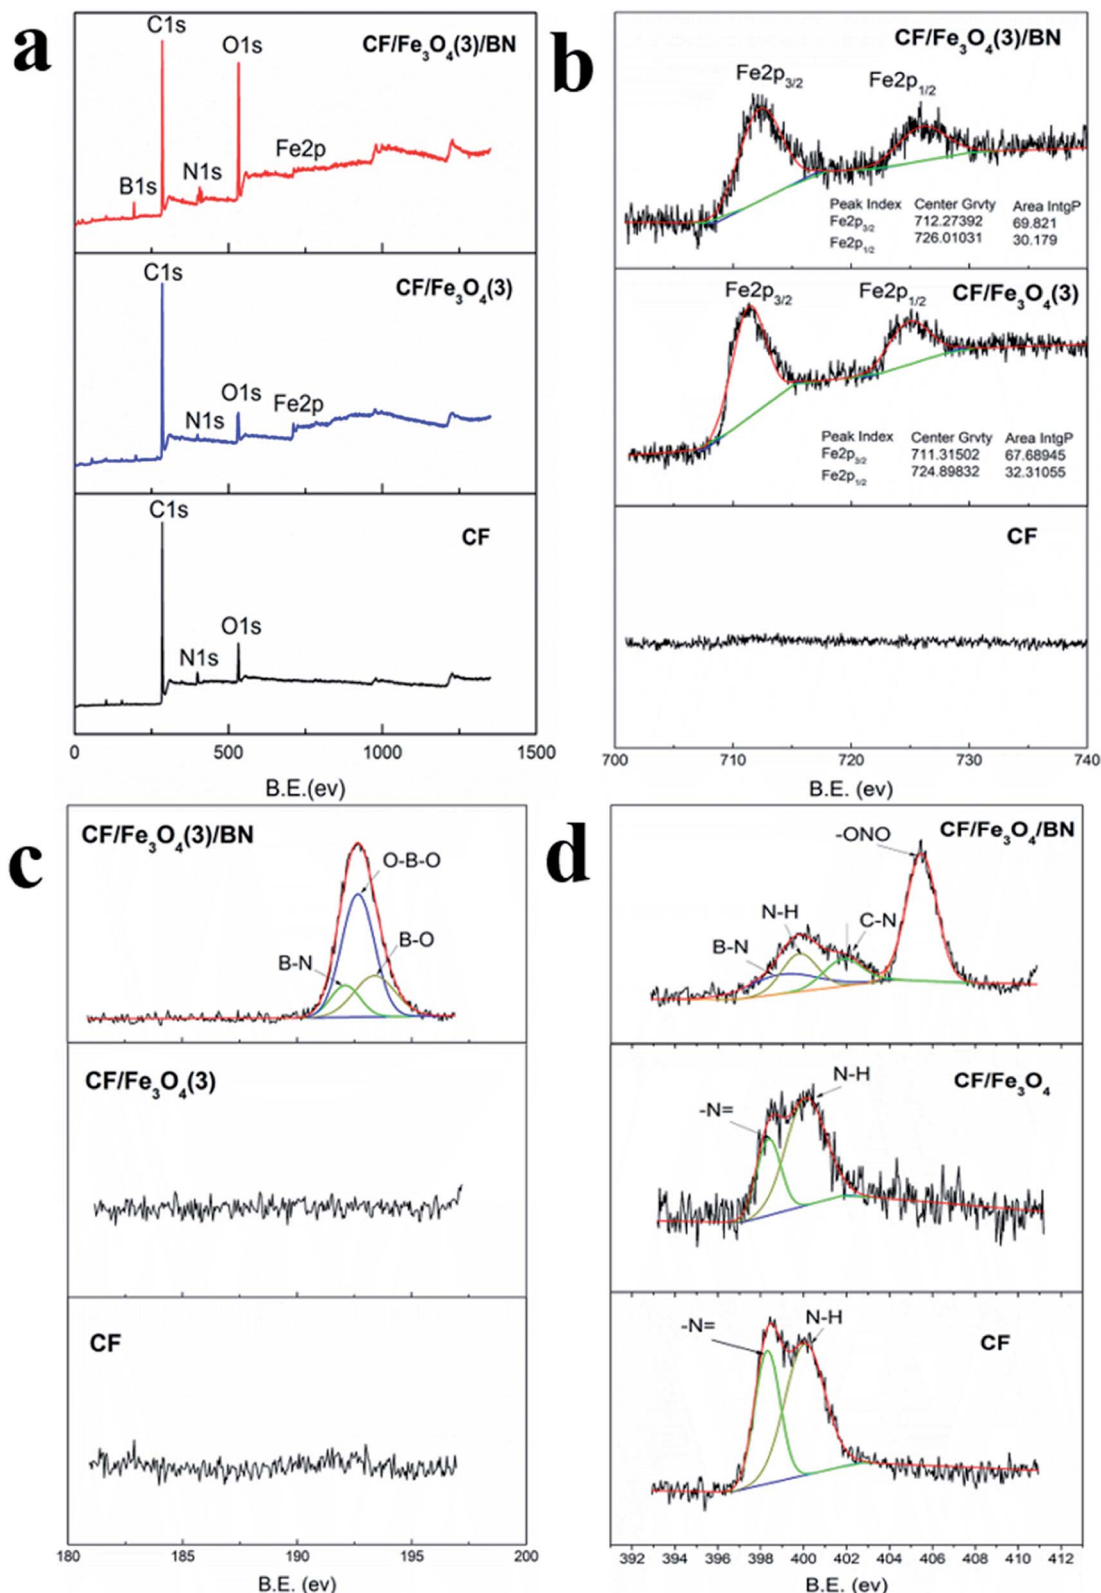 a
C1s
O1s
CF/Fe₃O₄(3)/BN
B1s
N1s
Fe2p
C1s
CF/Fe₃O₄(3)
N1s
O1s
Fe2p
C1s
CF
N1s
O1s
0 500 1000 1500
B.E.(ev)
b
CF/Fe₃O₄(3)/BN
Fe2p₃/₂
Fe2p₁/₂
Peak Index Center Grvty Area IntgP
Fe2p₃/₂ 712.27392 69.821
Fe2p₁/₂ 726.01031 30.179
Fe2p₃/₂
Fe2p₁/₂
CF/Fe₃O₄(3)
Peak Index Center Grvty Area IntgP
Fe2p₃/₂ 711.31502 67.68945
Fe2p₁/₂ 724.89832 32.31055
CF
700 710 720 730 740
B.E. (ev)
c
CF/Fe₃O₄(3)/BN
O-B-O
B-O
B-N
CF/Fe₃O₄(3)
CF
180 185 190 195 200
B.E. (ev)
d
-ONO
CF/Fe₃O₄/BN
N-H
C-N
B-N
CF/Fe₃O₄
N-H
-N=
-N=
N-H
CF
392 394 396 398 400 402 404 406 408 410 412
B.E. (ev)